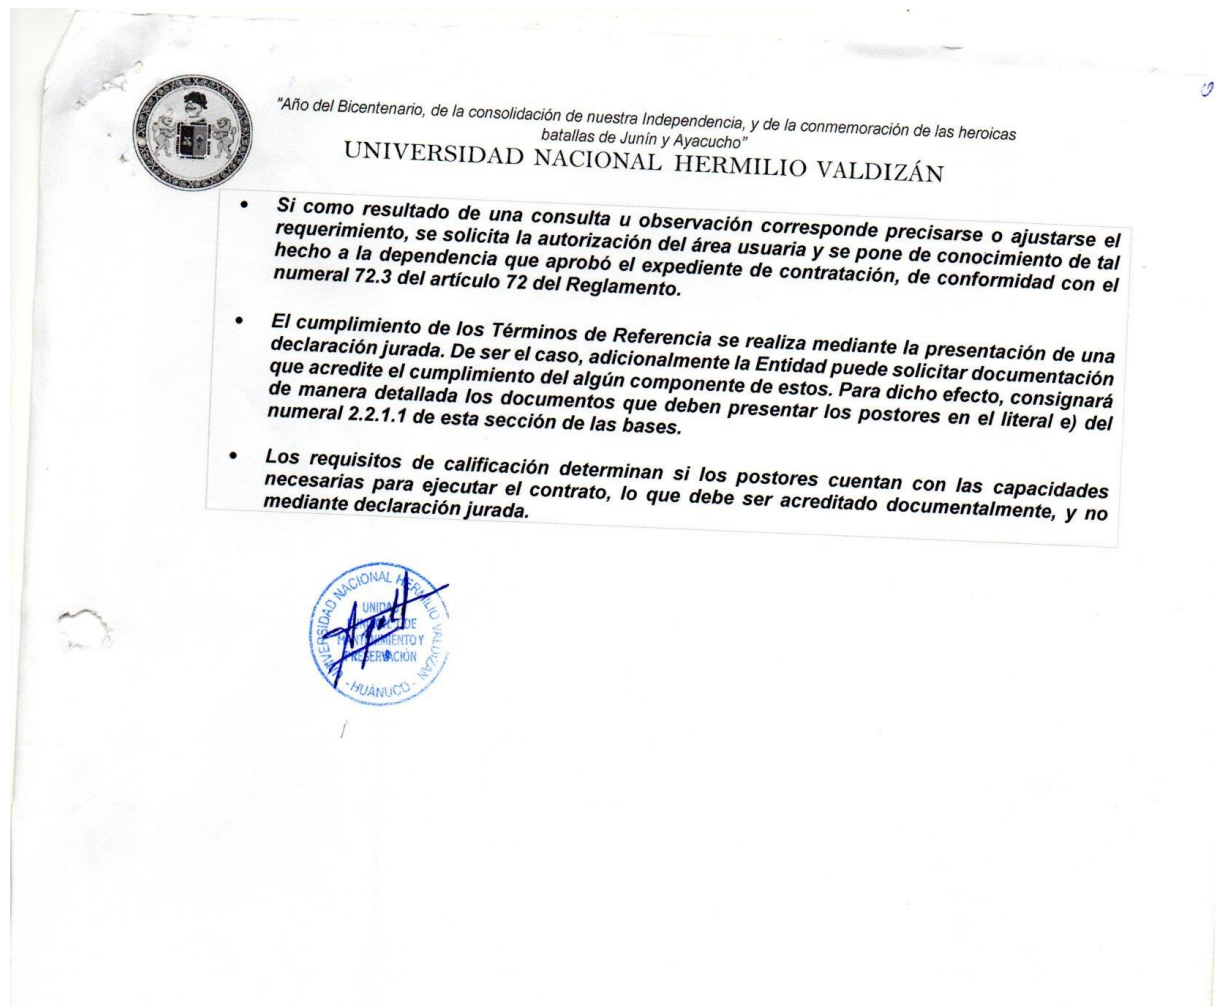 "Año del Bicentenario, de la consolidación de nuestra Independencia, y de la conmemoración de las heroicas
batallas de Junín y Ayacucho"
UNIVERSIDAD NACIONAL HERMILIO VALDIZÁN
• Si como resultado de una consulta u observación corresponde precisarse o ajustarse el
requerimiento, se solicita la autorización del área usuaria y se pone de conocimiento de tal
hecho a la dependencia que aprobó el expediente de contratación, de conformidad con el
numeral 72.3 del artículo 72 del Reglamento.
• El cumplimiento de los Términos de Referencia se realiza mediante la presentación de una
declaración jurada. De ser el caso, adicionalmente la Entidad puede solicitar documentación
que acredite el cumplimiento del algún componente de estos. Para dicho efecto, consignará
de manera detallada los documentos que deben presentar los postores en el literal e) del
numeral 2.2.1.1 de esta sección de las bases.
• Los requisitos de calificación determinan si los postores cuentan con las capacidades
necesarias para ejecutar el contrato, lo que debe ser acreditado documentalmente, y no
mediante declaración jurada.
UNIVERSIDAD NACIONAL HERMILIO VALDIZÁN
UNIDAD
DE
MANTENIMIENTO Y
PRESERVACIÓN
- HUÁNUCO -